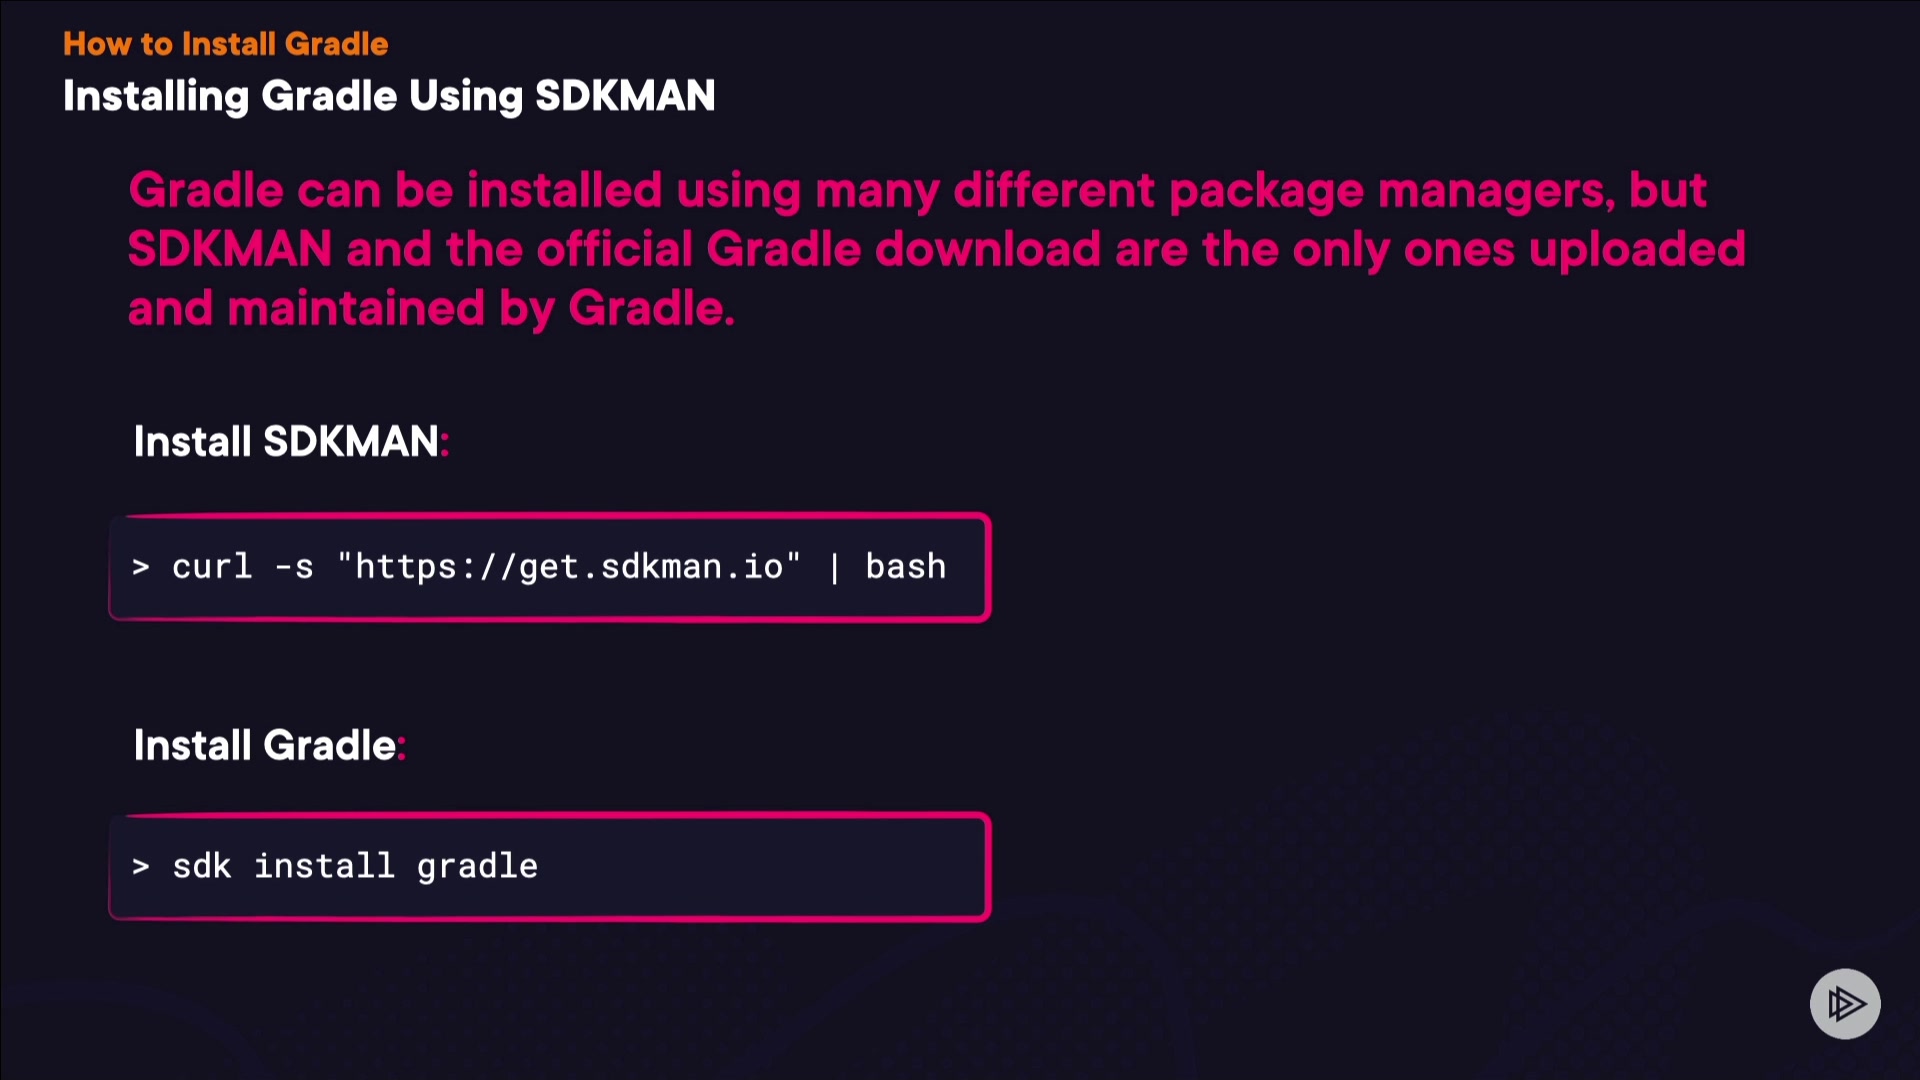 How to Install Gradle
Installing Gradle Using SDKMAN
Gradle can be installed using many different package managers, but
SDKMAN and the official Gradle download are the only ones uploaded
and maintained by Gradle.
Install SDKMAN:
> curl -s "https://get.sdkman.io" | bash
Install Gradle:
> sdk install gradle